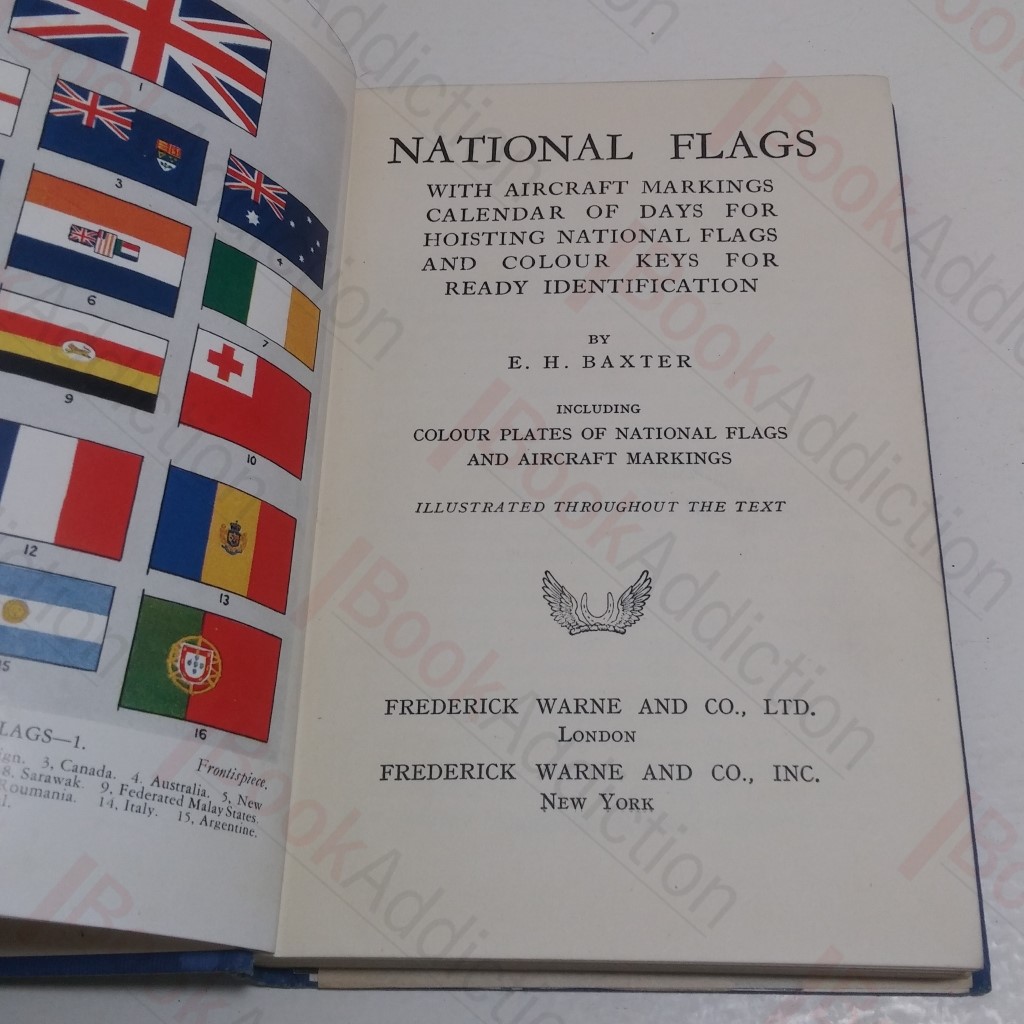 1
3
4
6
7
9
10
12
13
15
16
LAGS—1.
Frontispiece.
3, Canada. 4. Australia. 5, New
8. Sarawak. 9. Federated Malay States.
Roumania. 14, Italy. 15, Argentine.
NATIONAL FLAGS
WITH AIRCRAFT MARKINGS
CALENDAR OF DAYS FOR
HOISTING NATIONAL FLAGS
AND COLOUR KEYS FOR
READY IDENTIFICATION
BY
E. H. BAXTER
INCLUDING
COLOUR PLATES OF NATIONAL FLAGS
AND AIRCRAFT MARKINGS
ILLUSTRATED THROUGHOUT THE TEXT
FREDERICK WARNE AND CO., LTD.
LONDON
FREDERICK WARNE AND CO., INC.
NEW YORK
BookAddiction